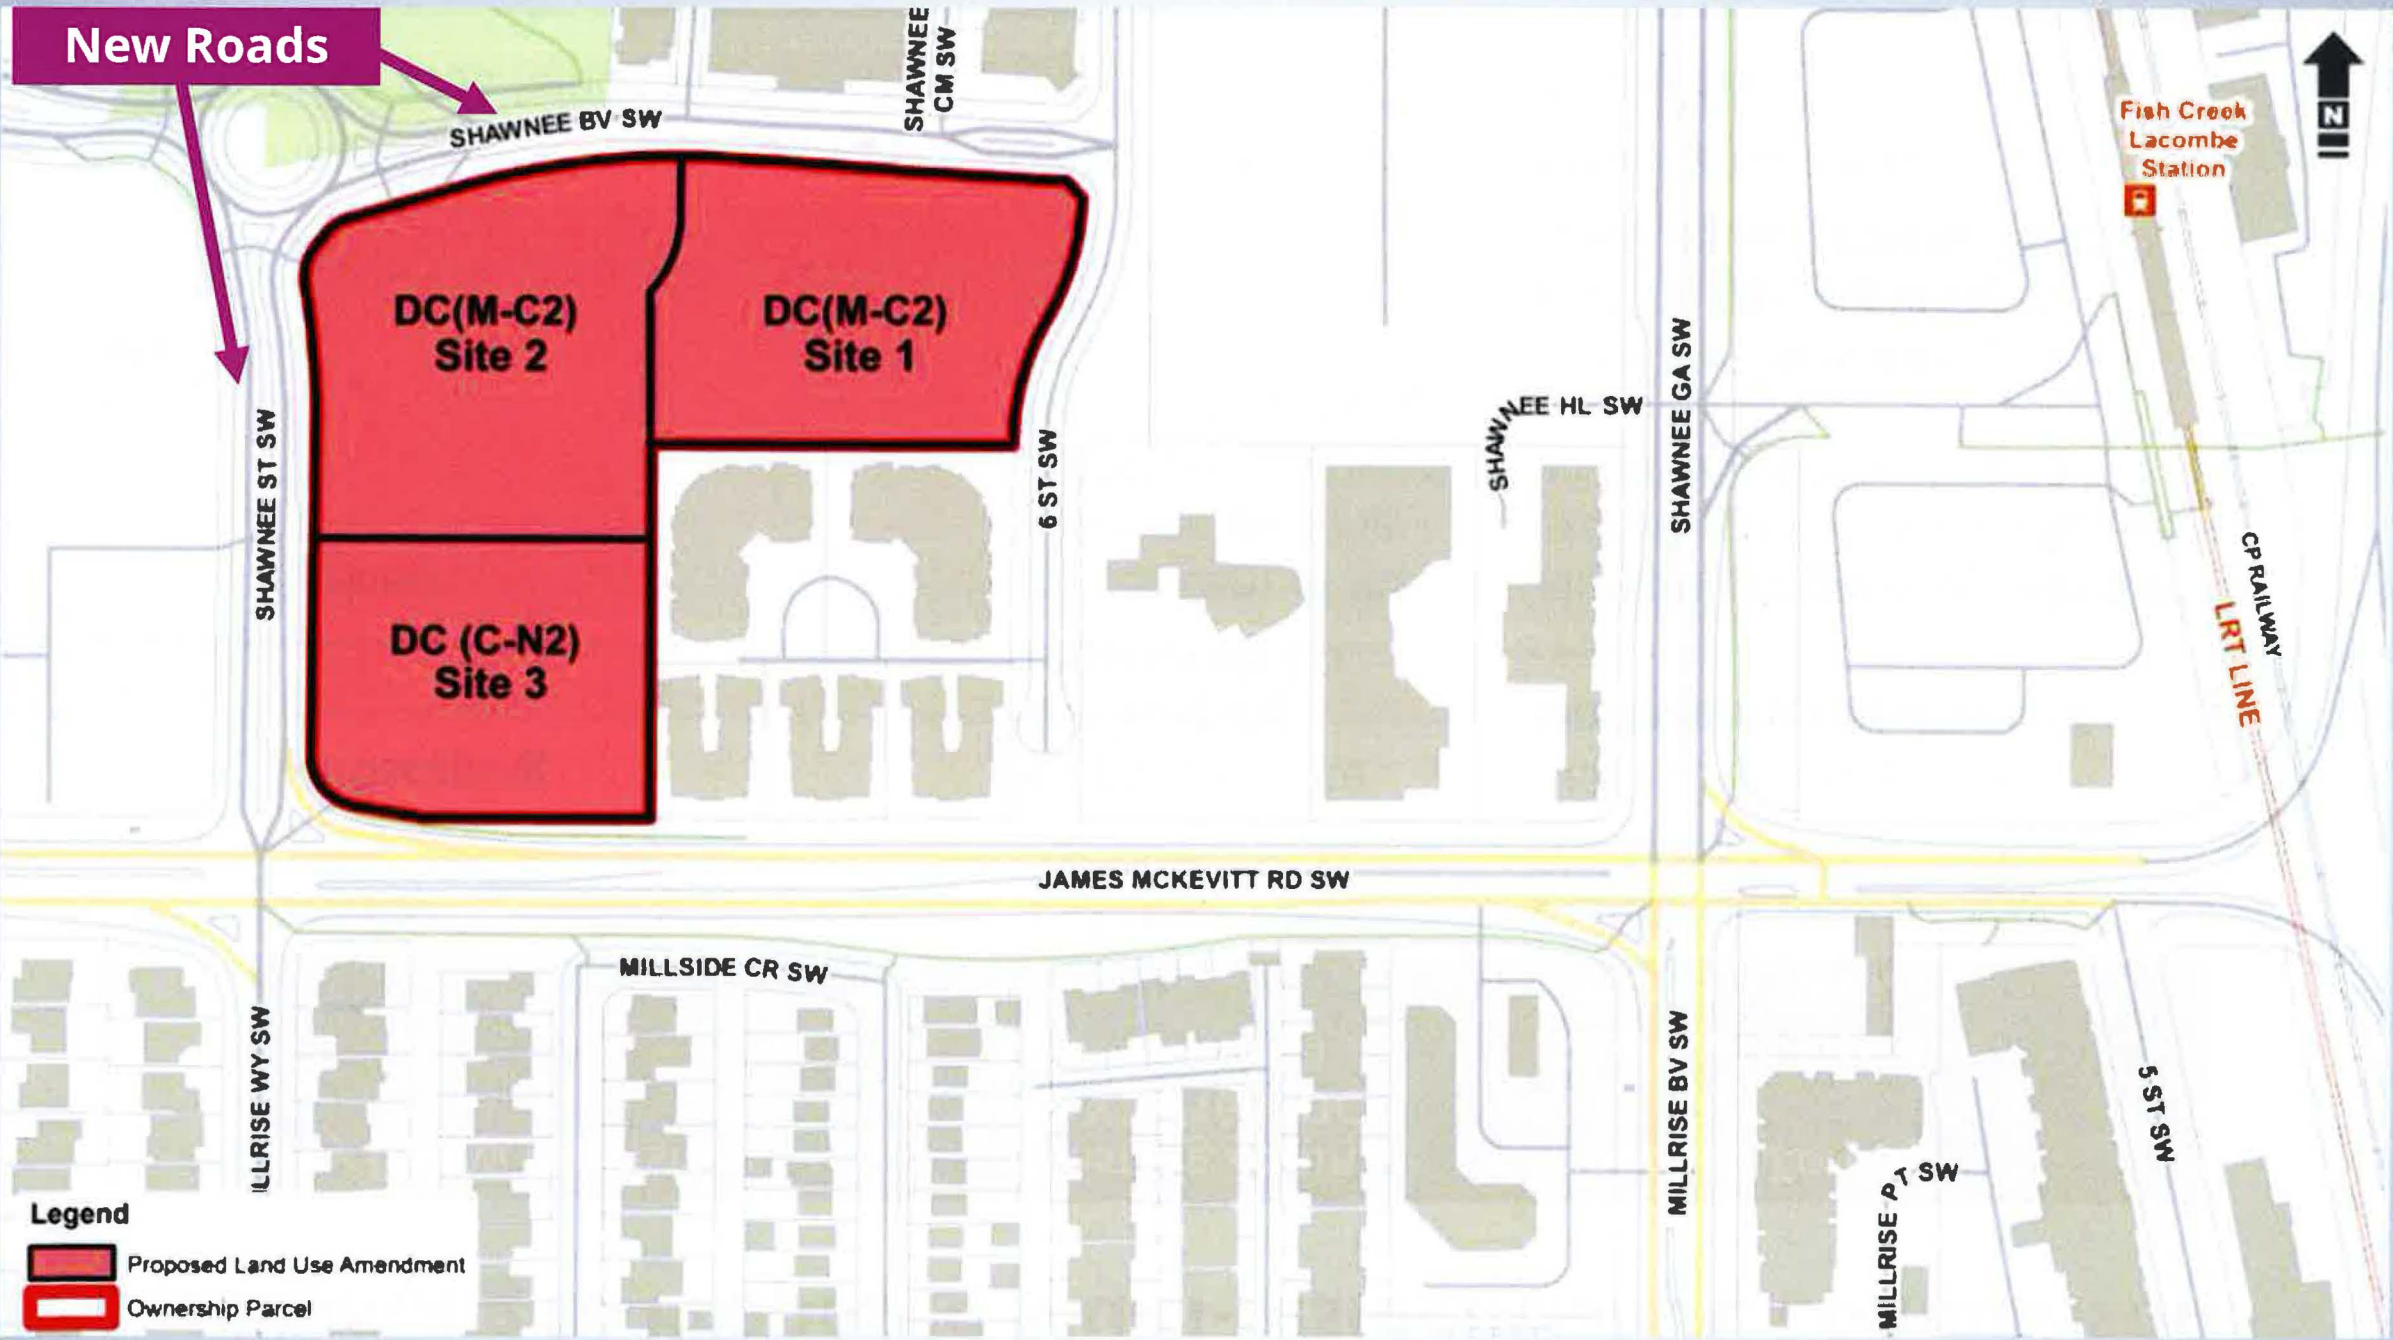 New Roads
SHAWNEE BV SW
SHAWNEE
CM SW
Fish Creek
Lacombe
Station
N
DC(M-C2)
Site 2
DC(M-C2)
Site 1
SHAWNEE ST SW
6 ST SW
SHAWNEE HL SW
SHAWNEE GA SW
CP RAILWAY
LRT LINE
DC (C-N2)
Site 3
JAMES MCKEVITT RD SW
MILLSIDE CR SW
ILLRISE WY SW
MILLRISE BV SW
5 ST SW
MILLRISE PT SW
Legend
Proposed Land Use Amendment
Ownership Parcel